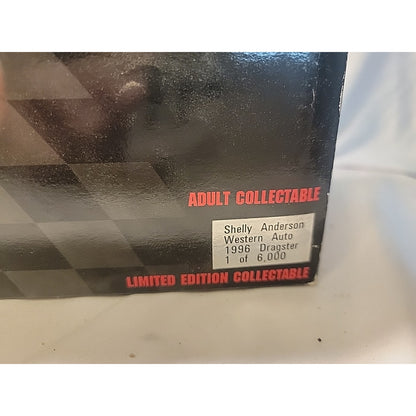 ADULT COLLECTABLE
Shelly Anderson
Western Auto
1996 Dragster
1 of 6,000
LIMITED EDITION COLLECTABLE